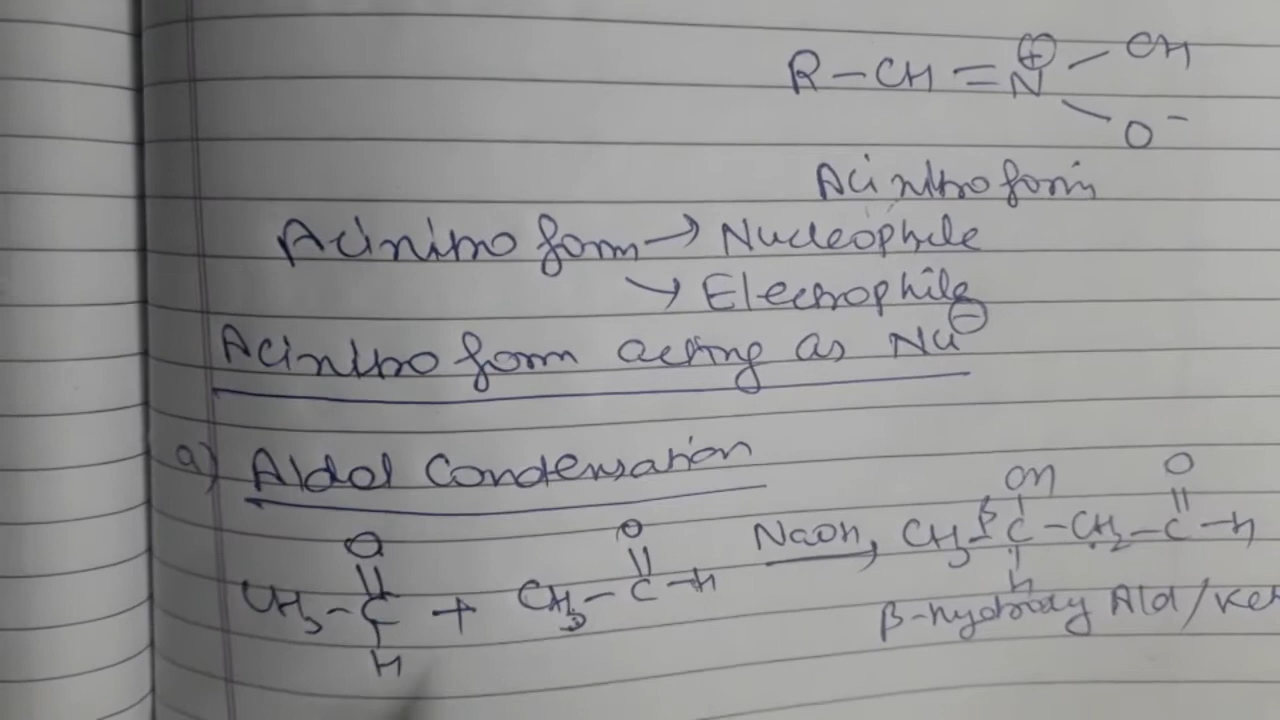 R-CH=N⊕-OH
O⁻
Acinitro form
Acinitro form → Nucleophile
→ Electrophile
Acinitro form acting as Nu⊖
a) Aldol Condensation
O O OH O
CH₃-C + CH₃-C-H NaOH, CH₃-β C-CH₂-C-H
H H
β-hydroxy Ald/Ket